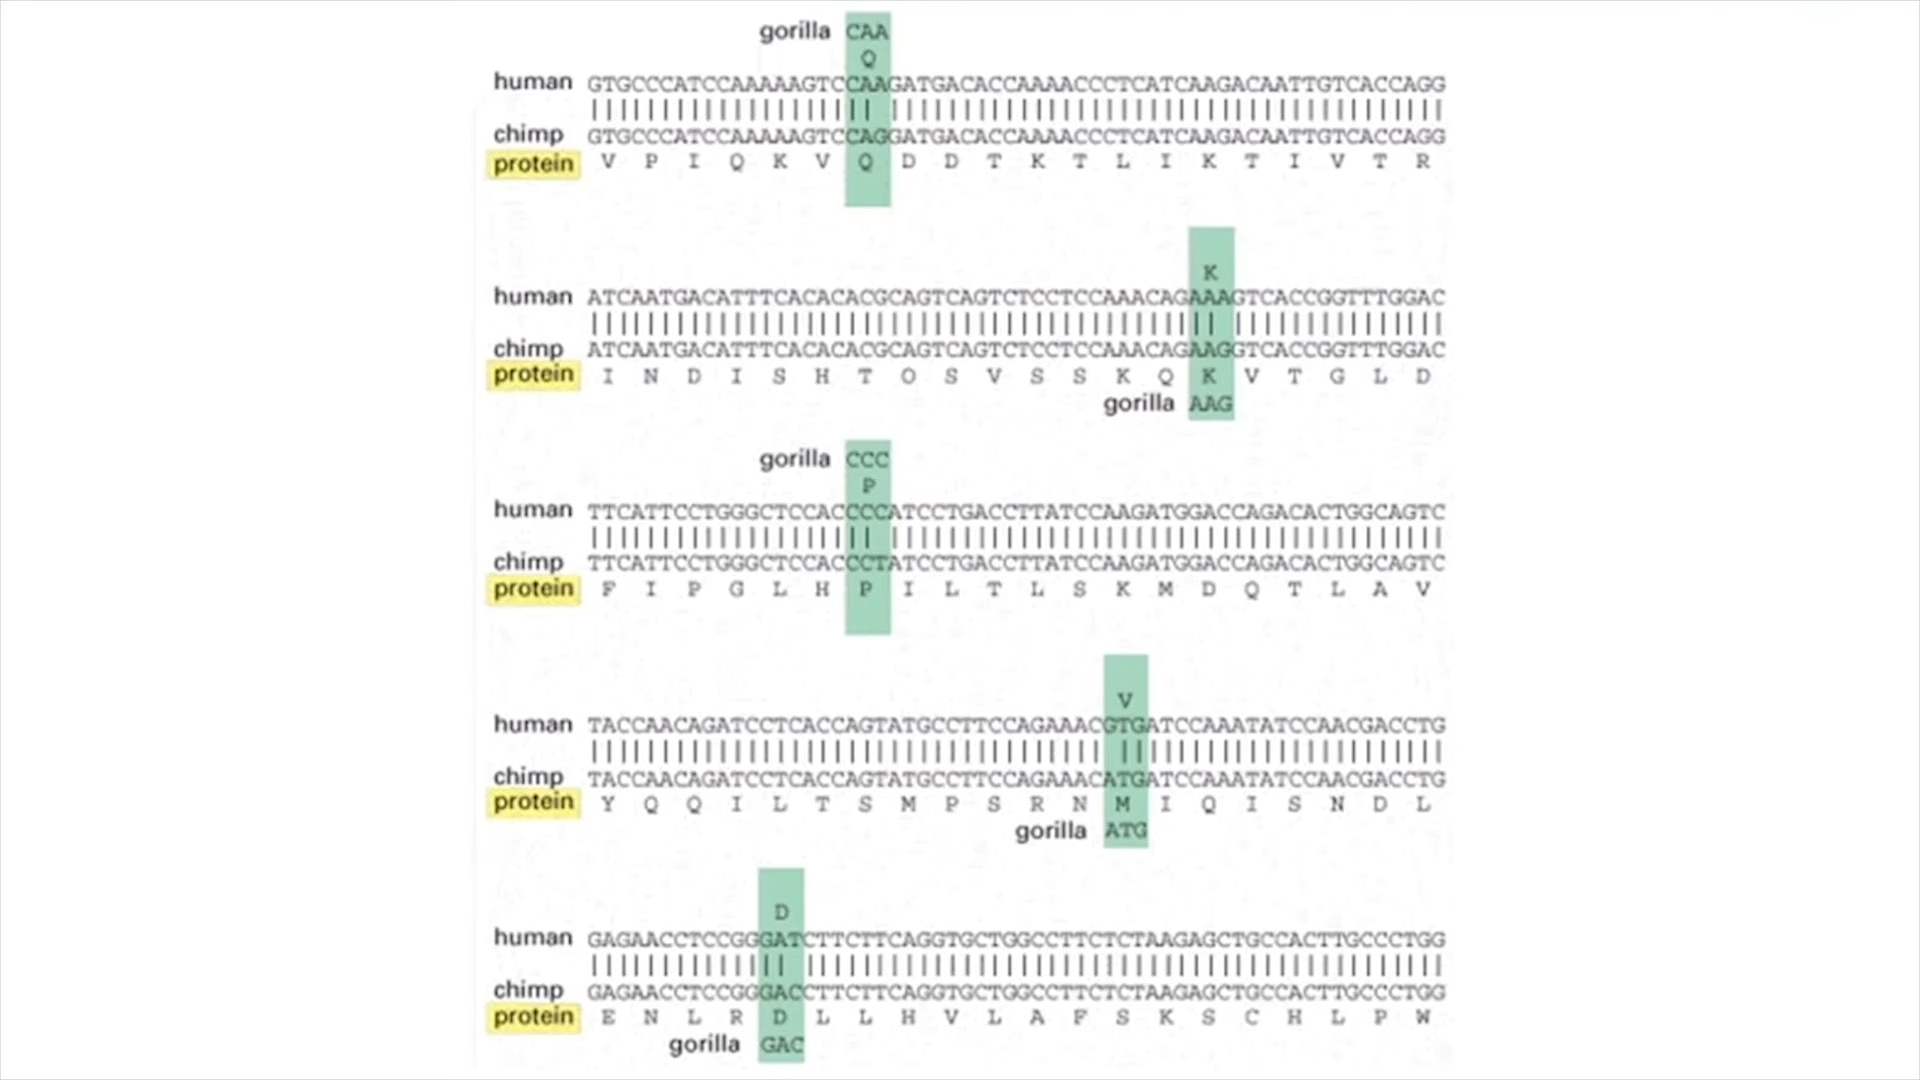 gorilla CAA
Q
human GTGCCCATCCAAAAAGTCCAAGATGACACCAAAACCCTCATCAAGACAATTGTCACCAGG
chimp GTGCCCATCCAAAAAGTCCAGGATGACACCAAAACCCTCATCAAGACAATTGTCACCAGG
protein V P I Q K V Q D D T K T L I K T I V T R
K
human ATCAATGACATTTCACACACGCAGTCAGTCTCCTCCAAACAGAAAGTCACCGGTTTGGAC
chimp ATCAATGACATTTCACACACGCAGTCAGTCTCCTCCAAACAGAAGGTCACCGGTTTGGAC
protein I N D I S H T O S V S S K Q K V T G L D
gorilla AAG
gorilla CCC
P
human TTCATTCCTGGGCTCCACCCCATCCTGACCTTATCCAAGATGGACCAGACACTGGCAGTC
chimp TTCATTCCTGGGCTCCACCCTATCCTGACCTTATCCAAGATGGACCAGACACTGGCAGTC
protein F I P G L H P I L T L S K M D Q T L A V
V
human TACCAACAGATCCTCACCAGTATGCCTTCCAGAAACGTGATCCAAATATCCAACGACCTG
chimp TACCAACAGATCCTCACCAGTATGCCTTCCAGAAACATGATCCAAATATCCAACGACCTG
protein Y Q Q I L T S M P S R N M I Q I S N D L
gorilla ATG
D
human GAGAACCTCCGGGATCTTCTTCAGGTGCTGGCCTTCTCTAAGAGCTGCCACTTGCCCTGG
chimp GAGAACCTCCGGGACCTTCTTCAGGTGCTGGCCTTCTCTAAGAGCTGCCACTTGCCCTGG
protein E N L R D L L H V L A F S K S C H L P W
gorilla GAC